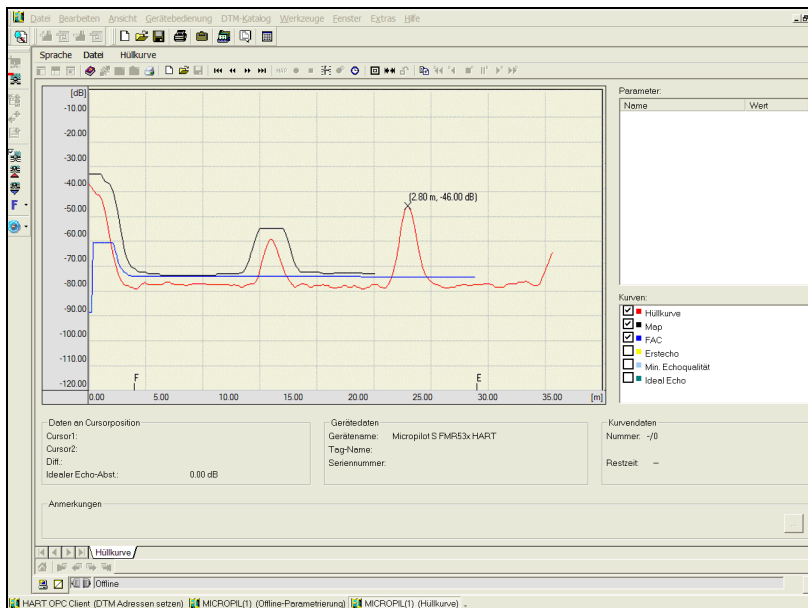 Datei Bearbeiten Ansicht Gerätebedienung DTM-Katalog Werkzeuge Fenster Extras Hilfe
Sprache Datei Hüllkurve
MAP
F
Parameter:
Name Wert
[dB]
-10.00
-20.00
-30.00
-40.00
-50.00
-60.00
-70.00
-80.00
-90.00
-100.00
-110.00
-120.00
(2.80 m, -46.00 dB)
F E
0.00 5.00 10.00 15.00 20.00 25.00 30.00 35.00 [m]
Kurven:
Hüllkurve
Map
FAC
Erstecho
Min. Echoqualität
Ideal Echo
Daten an Cursorposition
Cursor1:
Cursor2:
Diff.:
Idealer Echo-Abst.: 0.00 dB
Gerätedaten
Gerätename: Micropilot S FMR53x HART
Tag-Name:
Seriennummer:
Kurvendaten
Nummer: -/0
Restzeit: --
Anmerkungen
...
Hüllkurve
Offline
HART OPC Client (DTM Adressen setzen) MICROPIL(1) (Offline-Parametrierung) MICROPIL(1) (Hüllkurve)